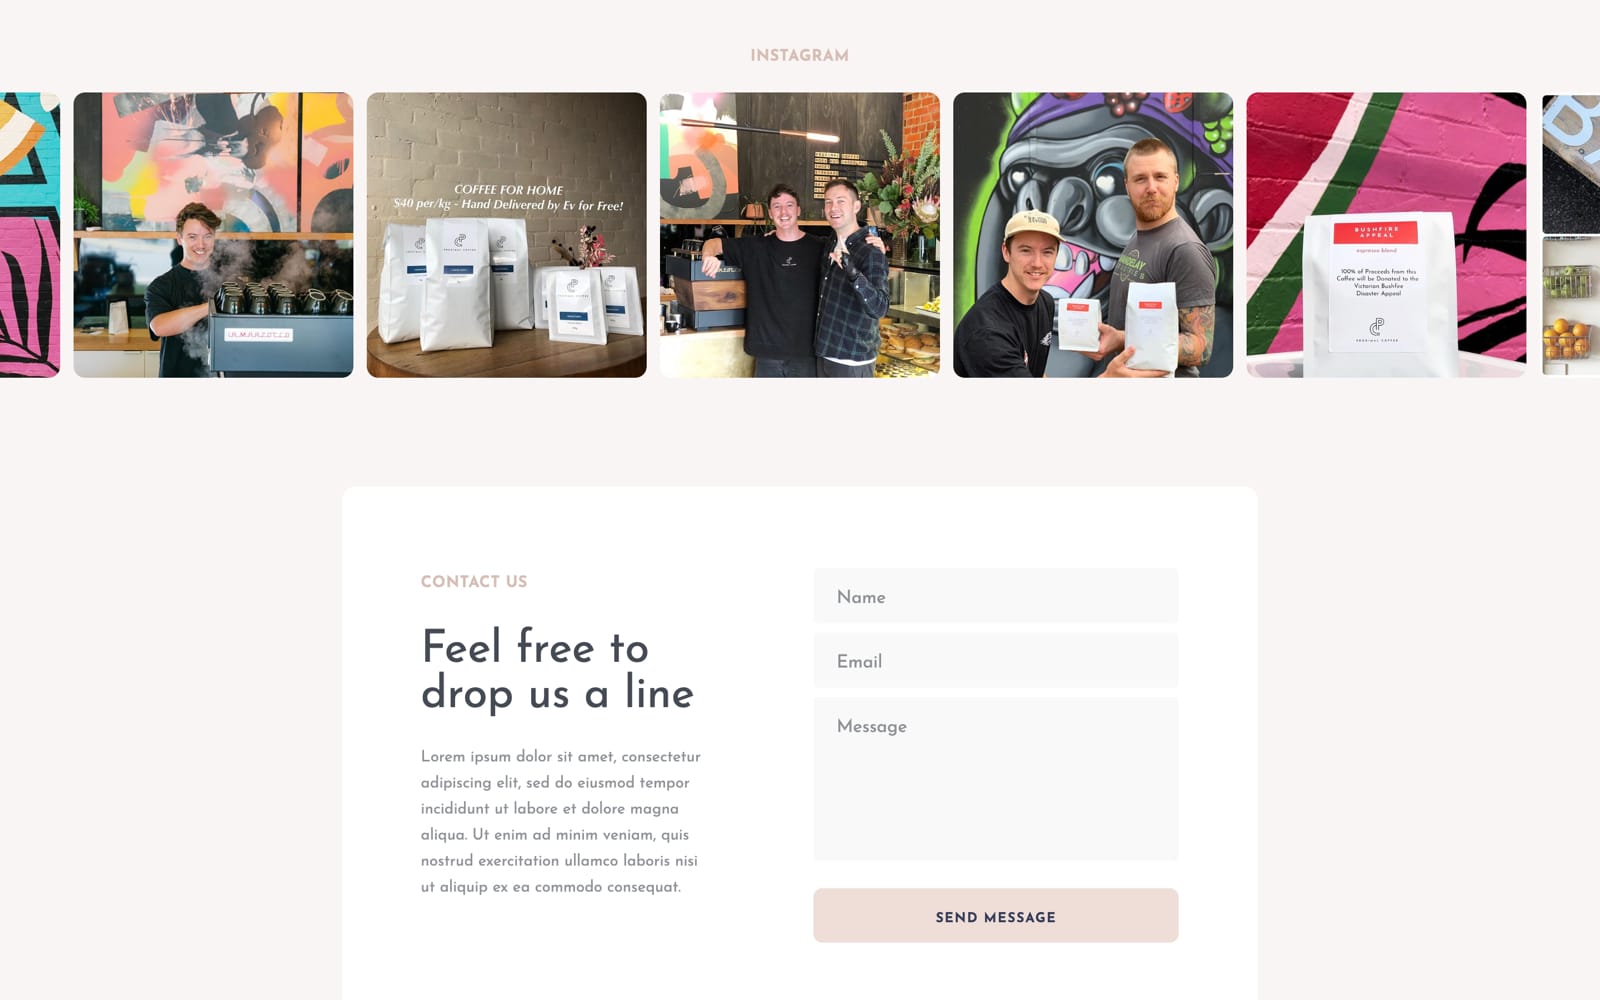 INSTAGRAM
COFFEE FOR HOME
$40 per/kg - Hand Delivered by Ev for Free!
BUSHFIRE
APPEAL
espresso blend
100% of Proceeds from this
Coffee will be Donated to the
Victorian Bushfire
Disaster Appeal
PRODIGAL COFFEE
CONTACT US
Feel free to
drop us a line
Lorem ipsum dolor sit amet, consectetur
adipiscing elit, sed do eiusmod tempor
incididunt ut labore et dolore magna
aliqua. Ut enim ad minim veniam, quis
nostrud exercitation ullamco laboris nisi
ut aliquip ex ea commodo consequat.
Name
Email
Message
SEND MESSAGE